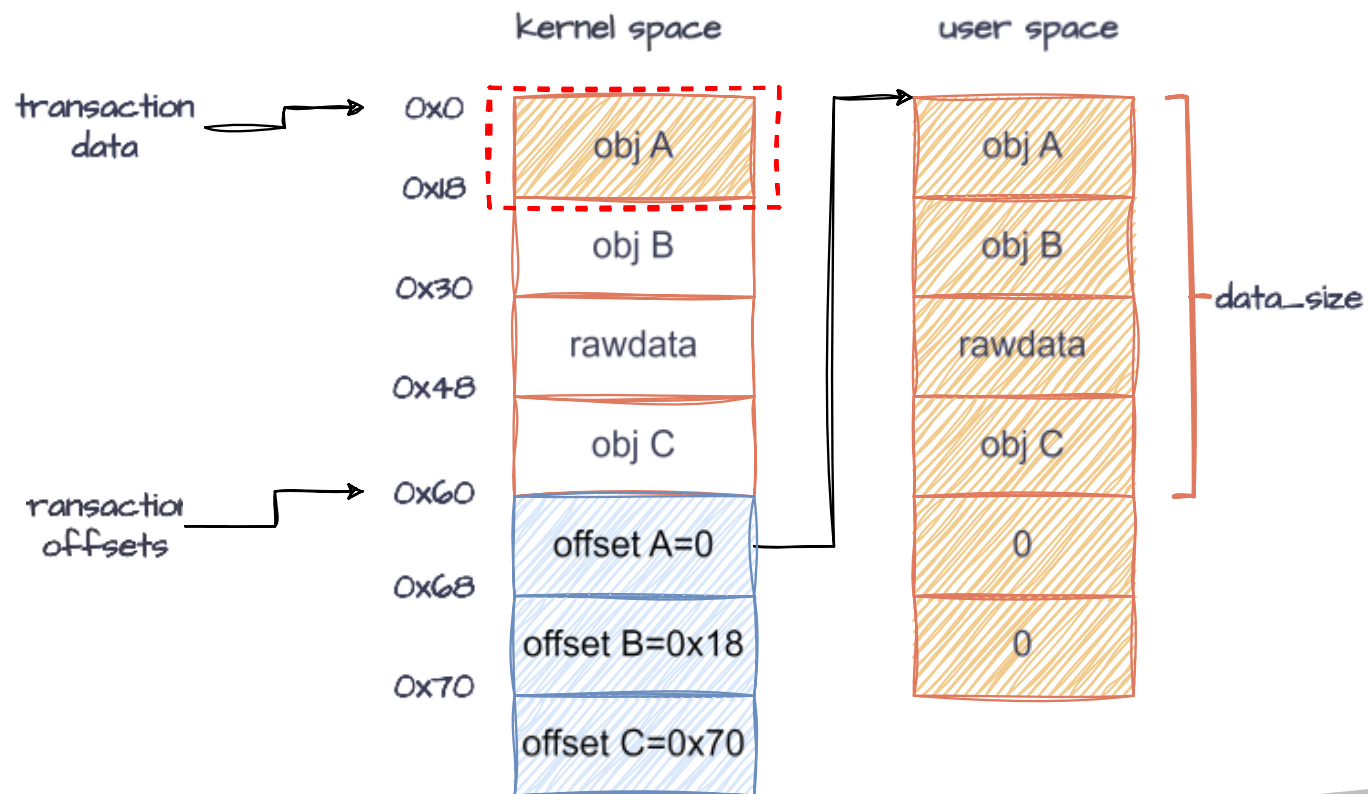 kernel space
user space
transaction
data
0x0
obj A
obj A
0x18
obj B
obj B
0x30
data_size
rawdata
rawdata
0x48
obj C
obj C
ransactio
offsets
0x60
offset A=0
0
0x68
offset B=0x18
0
0x70
offset C=0x70